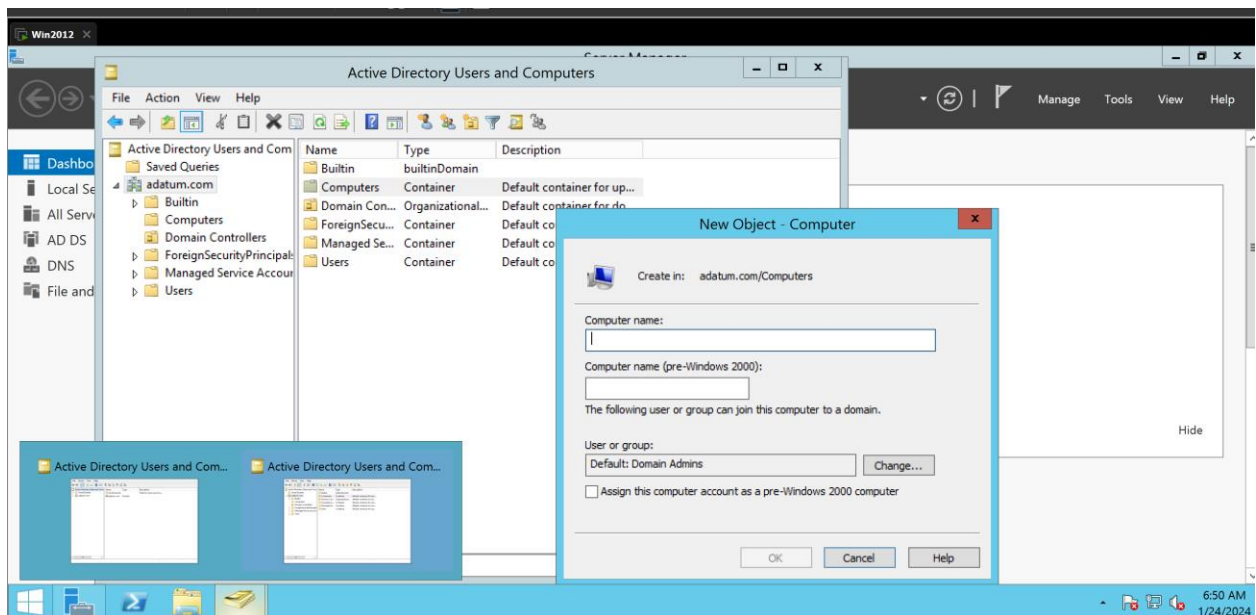 Win2012
Server Manager
Manage Tools View Help
Active Directory Users and Computers
File Action View Help
Active Directory Users and Com
Saved Queries
adatum.com
Builtin
Computers
Domain Controllers
ForeignSecurityPrincipals
Managed Service Accour
Users
Name Type Description
Builtin builtinDomain
Computers Container Default container for up...
Domain Con... Organizational... Default container for do
ForeignSecu... Container Default co
Managed Se... Container Default co
Users Container Default co
Dashbo
Local Se
All Serv
AD DS
DNS
File and
New Object - Computer
Create in: adatum.com/Computers
Computer name:
Computer name (pre-Windows 2000):
The following user or group can join this computer to a domain.
User or group:
Default: Domain Admins
Change...
Assign this computer account as a pre-Windows 2000 computer
OK Cancel Help
Hide
Active Directory Users and Com... Active Directory Users and Com...
6:50 AM
1/24/2024